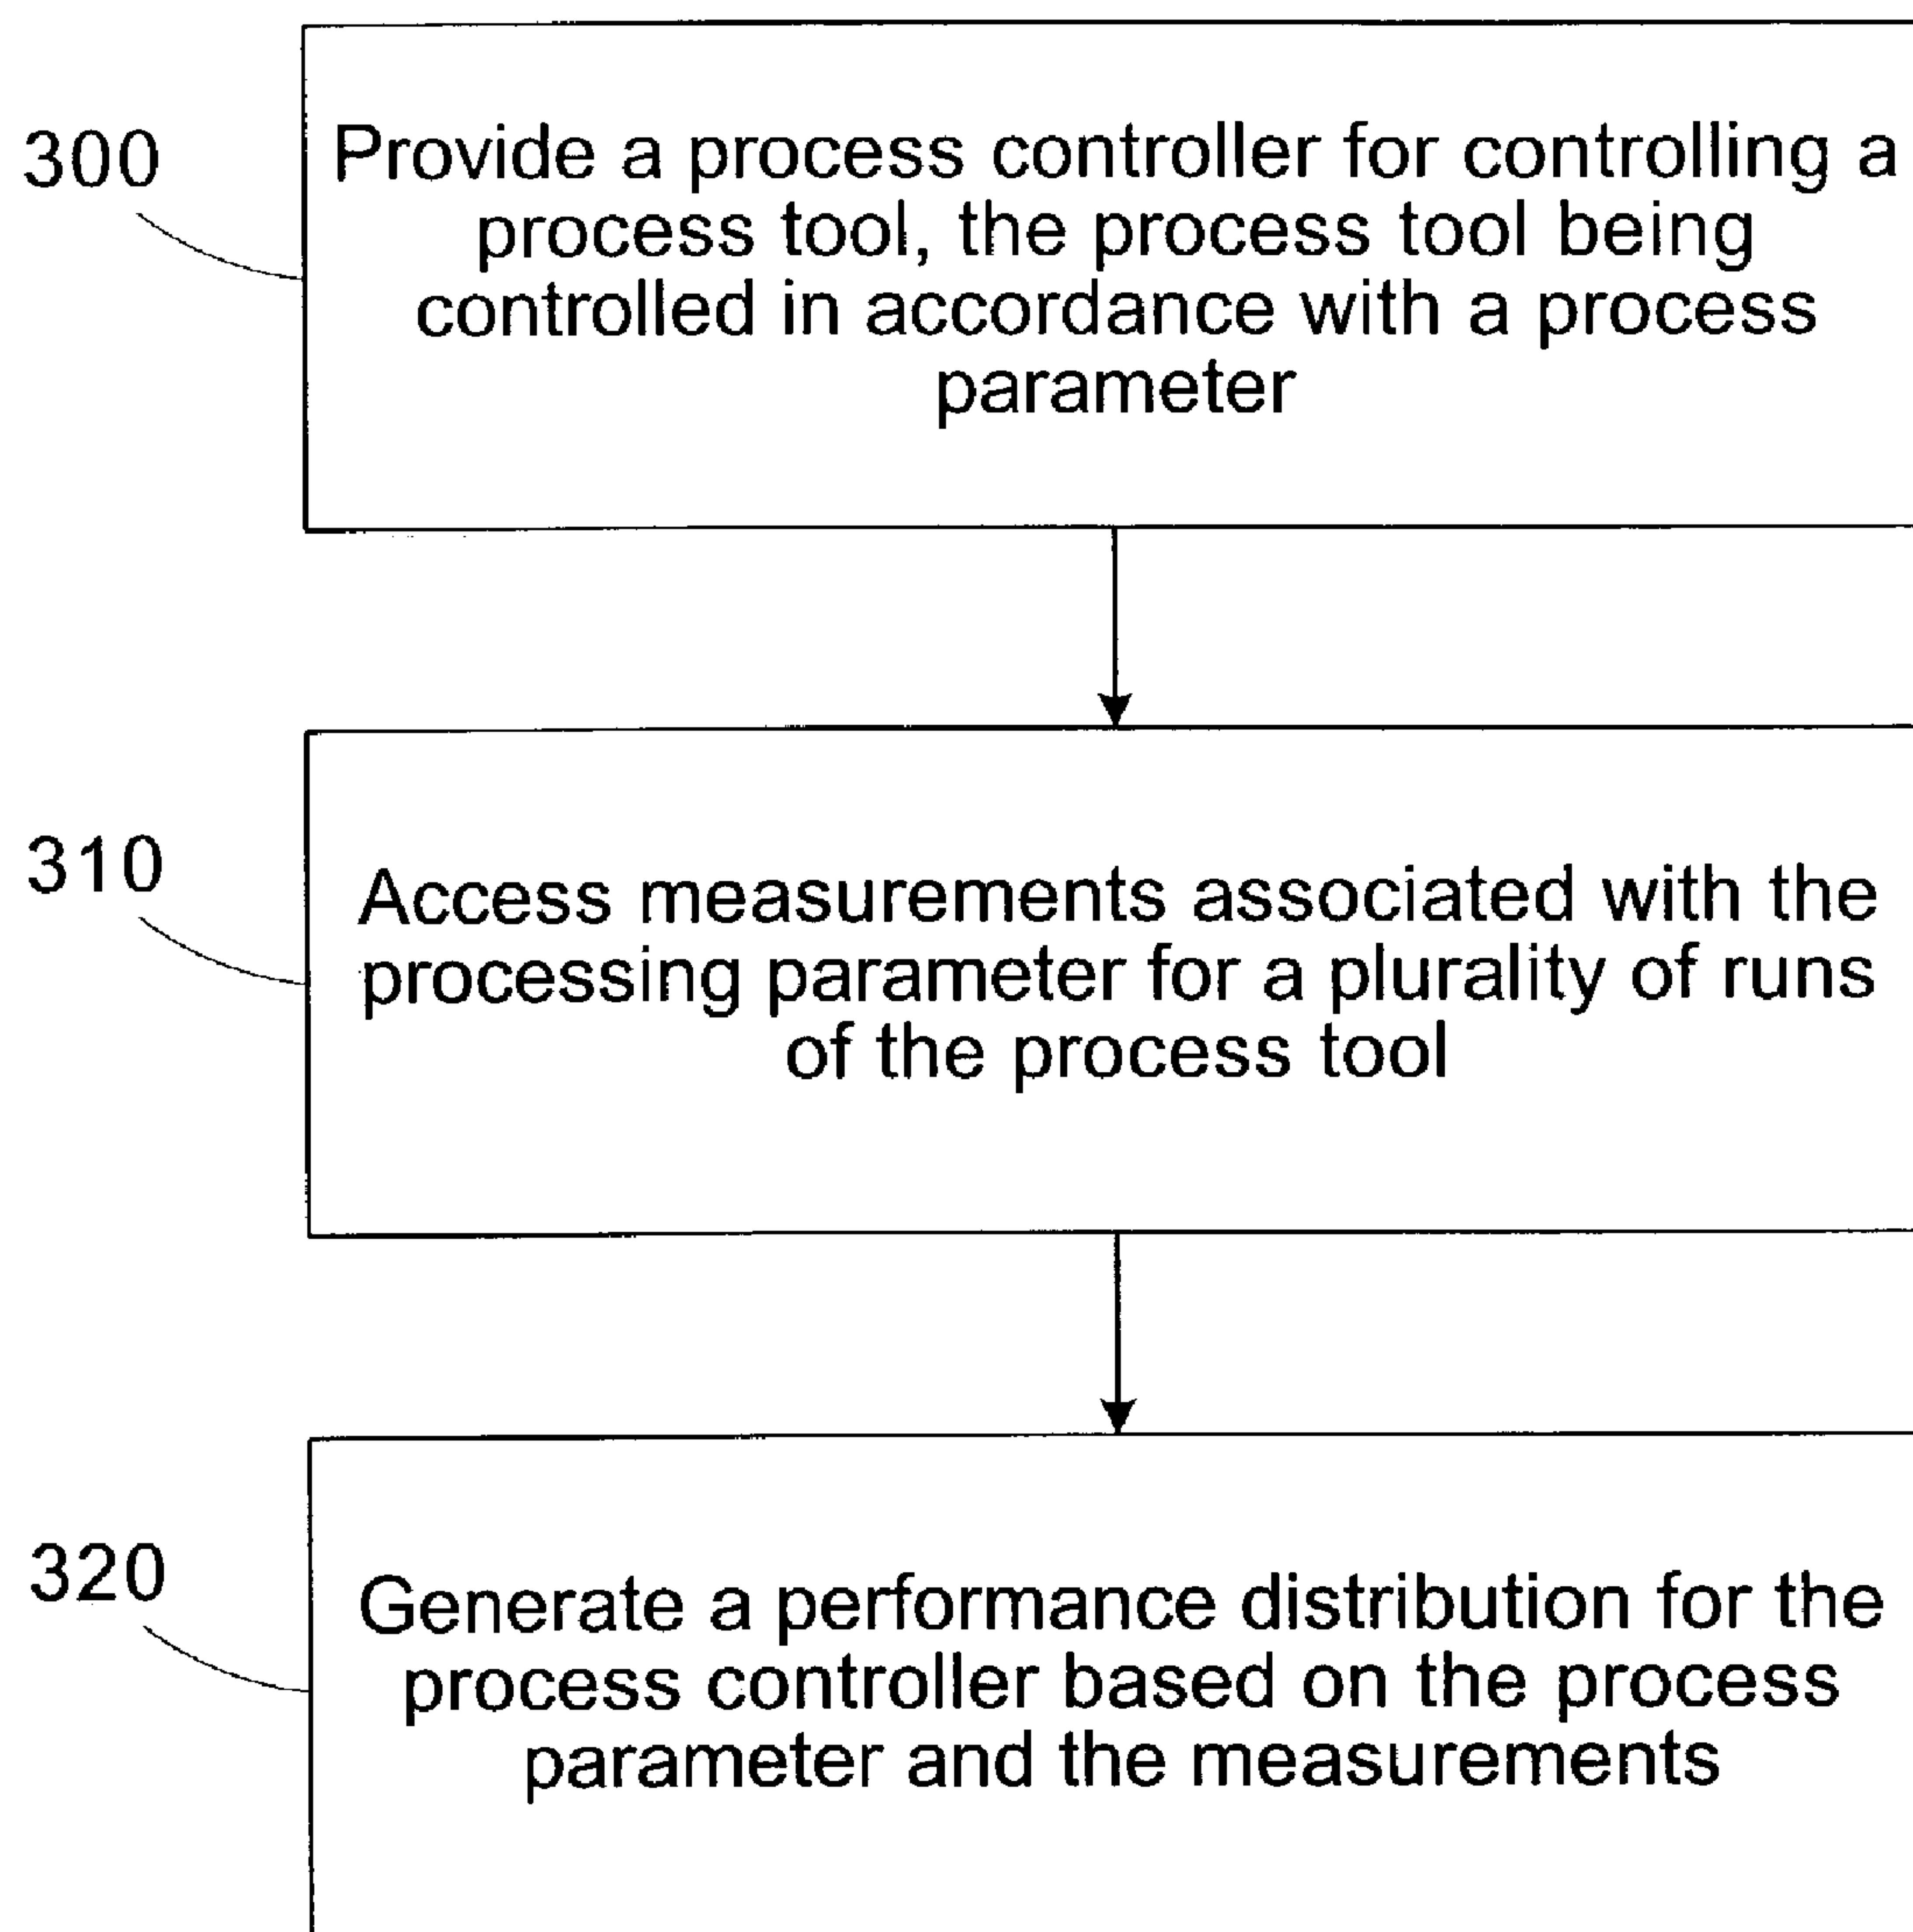 300
Provide a process controller for controlling a
process tool, the process tool being
controlled in accordance with a process
parameter
310
Access measurements associated with the
processing parameter for a plurality of runs
of the process tool
320
Generate a performance distribution for the
process controller based on the process
parameter and the measurements